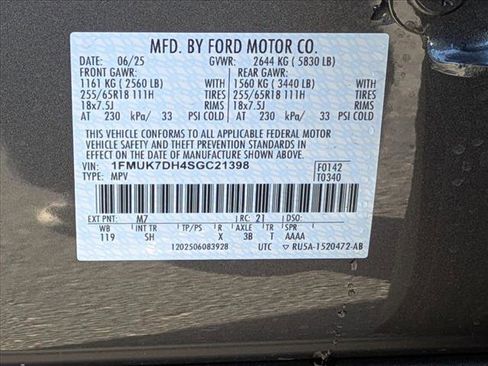 MFD. BY FORD MOTOR CO.
DATE: 06/25 GVWR: 2644 KG ( 5830 LB)
FRONT GAWR: REAR GAWR:
1161 KG ( 2560 LB) WITH 1560 KG ( 3440 LB) WITH
255/65R18 111H TIRES 255/65R18 111H TIRES
18x7.5J RIMS 18x7.5J RIMS
AT 230 kPa/ 33 PSI COLD AT 230 kPa/ 33 PSI COLD
THIS VEHICLE CONFORMS TO ALL APPLICABLE FEDERAL MOTOR
VEHICLE SAFETY AND THEFT PREVENTION STANDARDS IN EFFECT
ON THE DATE OF MANUFACTURE SHOWN ABOVE.
VIN: 1FMUK7DH4SGC21398 F0142
TYPE: MPV T0340
EXT PNT: M7 RC: 21 DSO:
WB INT TR TP/PS R AXLE TR SPR
119 SH X 3B T AAAA
1202506083928 UTC RU5A-1520472-AB